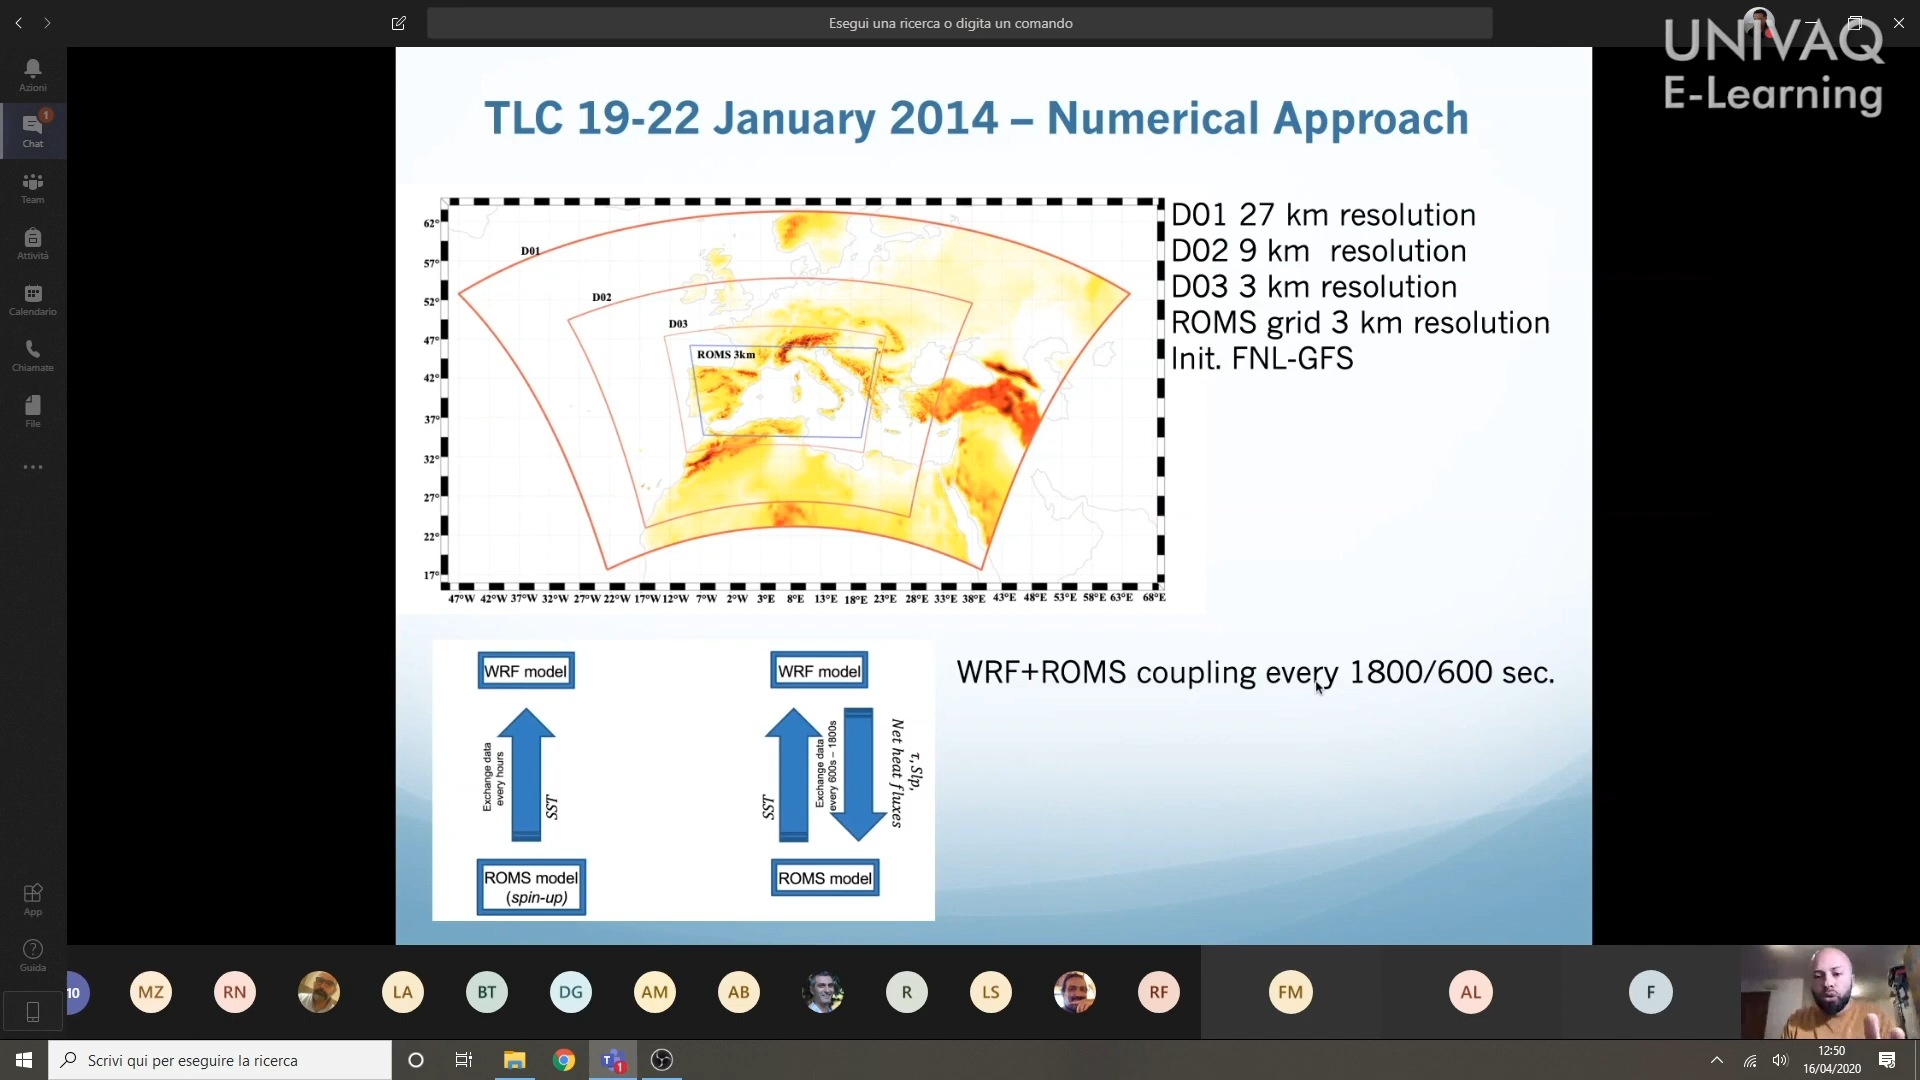 Esegui una ricerca o digita un comando
UNIVAQ
E-Learning
Azioni
1
Chat
Team
Attività
Calendario
Chiamate
File
App
Guida
TLC 19-22 January 2014 – Numerical Approach
D01 27 km resolution
D02 9 km resolution
D03 3 km resolution
ROMS grid 3 km resolution
Init. FNL-GFS
62°
57°
52°
47°
42°
37°
32°
27°
22°
17°
D01
D02
D03
ROMS 3km
47°W 42°W 37°W 32°W 27°W 22°W 17°W 12°W 7°W 2°W 3°E 8°E 13°E 18°E 23°E 28°E 33°E 38°E 43°E 48°E 53°E 58°E 63°E 68°E
WRF model
Exchange data
every hours
SST
ROMS model
(spin-up)
WRF model
SST
Exchange data
every 600s – 1800s
τ, Slp,
Net heat fluxes
ROMS model
WRF+ROMS coupling every 1800/600 sec.
10
MZ
RN
LA
BT
DG
AM
AB
R
LS
RF
FM
AL
F
Scrivi qui per eseguire la ricerca
1
12:50
16/04/2020